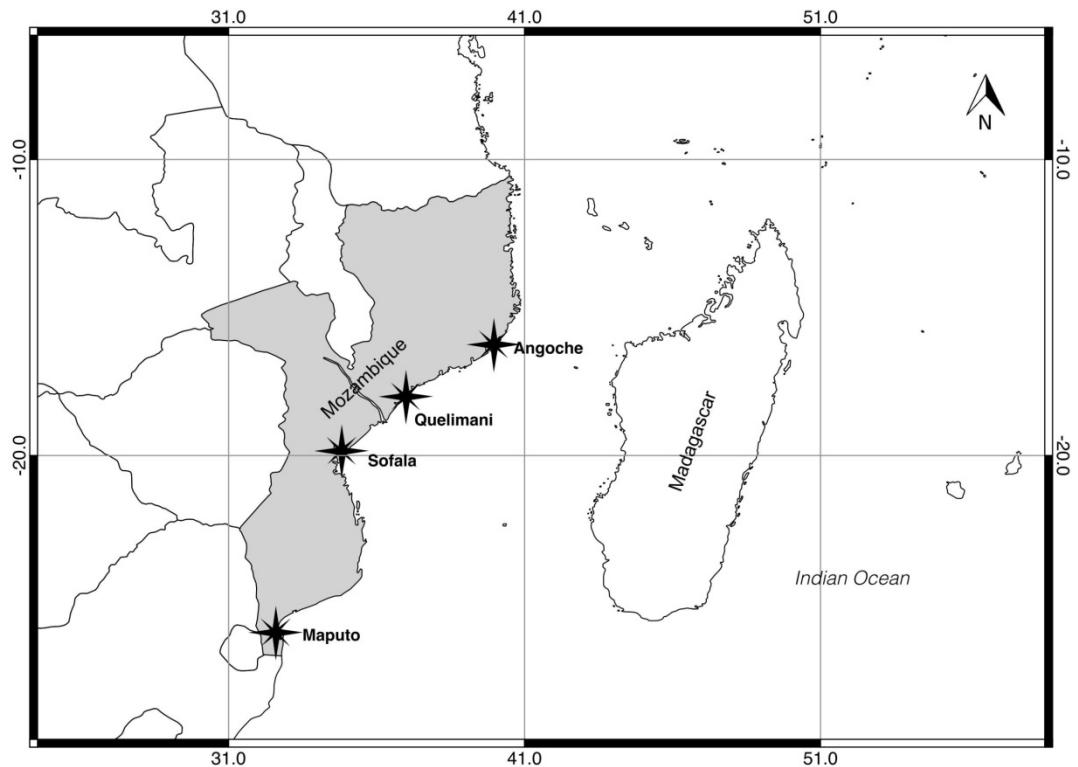 31.0
41.0
51.0
N
-10.0
-10.0
Mozambique
Angoche
Quelimani
Madagascar
Sofala
-20.0
-20.0
Indian Ocean
Maputo
31.0
41.0
51.0